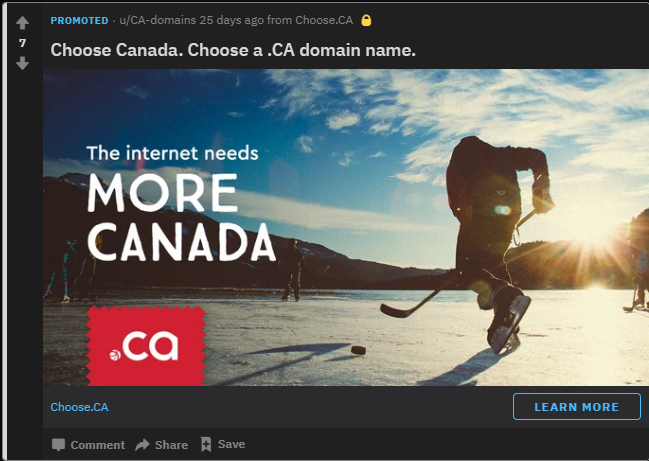 PROMOTED · u/CA-domains 25 days ago from Choose.CA
7
Choose Canada. Choose a .CA domain name.
The internet needs
MORE
CANADA
.ca
Choose.CA
LEARN MORE
Comment Share Save